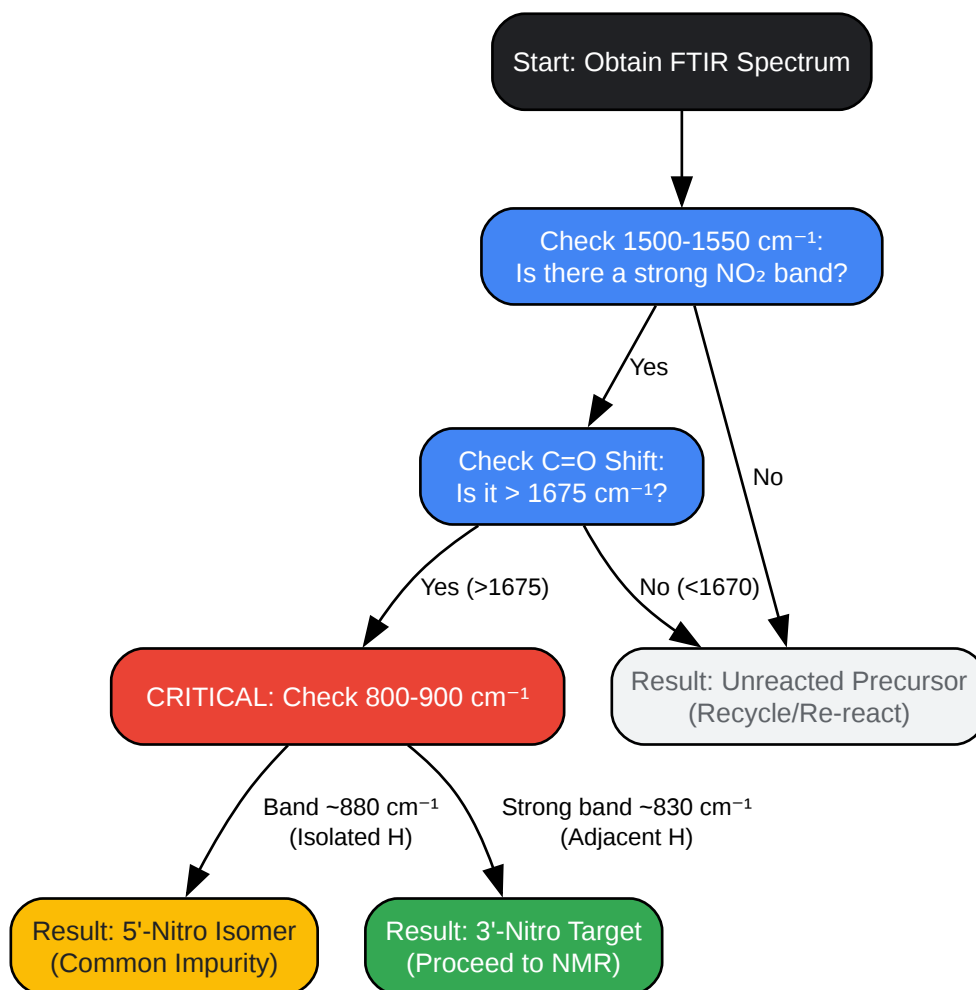 Start: Obtain FTIR Spectrum
Check 1500-1550 cm⁻¹:
Is there a strong NO₂ band?
Yes
No
Check C=O Shift:
Is it > 1675 cm⁻¹?
Yes (>1675)
No (<1670)
CRITICAL: Check 800-900 cm⁻¹
Result: Unreacted Precursor
(Recycle/Re-react)
Band ~880 cm⁻¹
(Isolated H)
Strong band ~830 cm⁻¹
(Adjacent H)
Result: 5'-Nitro Isomer
(Common Impurity)
Result: 3'-Nitro Target
(Proceed to NMR)